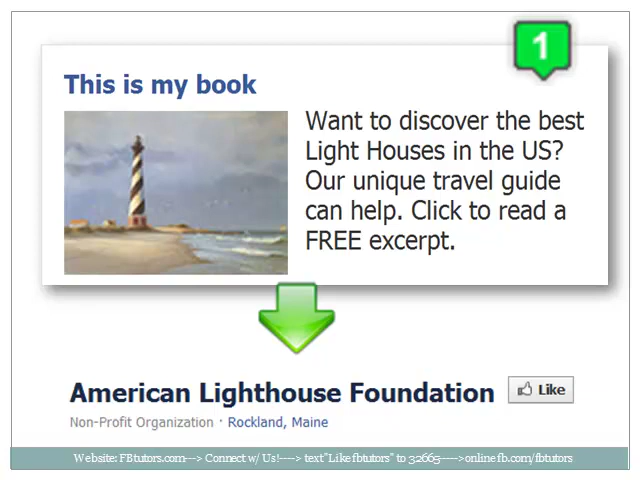 1
This is my book
Want to discover the best
Light Houses in the US?
Our unique travel guide
can help. Click to read a
FREE excerpt.
American Lighthouse Foundation
Like
Non-Profit Organization · Rockland, Maine
Website: FBtutors.com---> Connect w/ Us!----> text"Like fbtutors" to 32665----->online fb.com/fbtutors